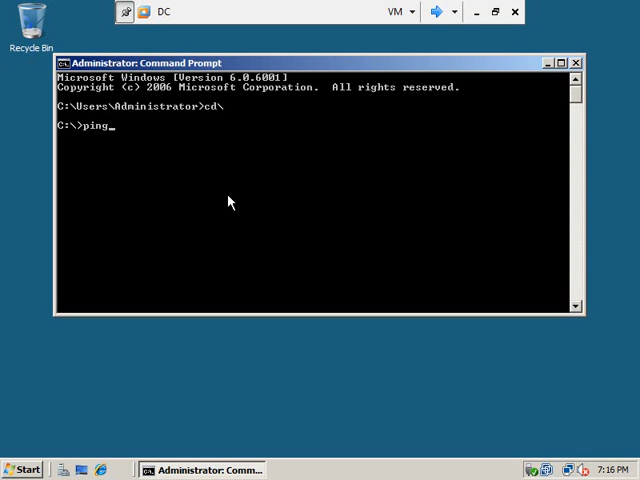 DC
VM
Recycle Bin
Administrator: Command Prompt
Microsoft Windows [Version 6.0.6001]
Copyright (c) 2006 Microsoft Corporation.  All rights reserved.
C:\Users\Administrator>cd\
C:\>ping_
Start
Administrator: Comm...
7:16 PM